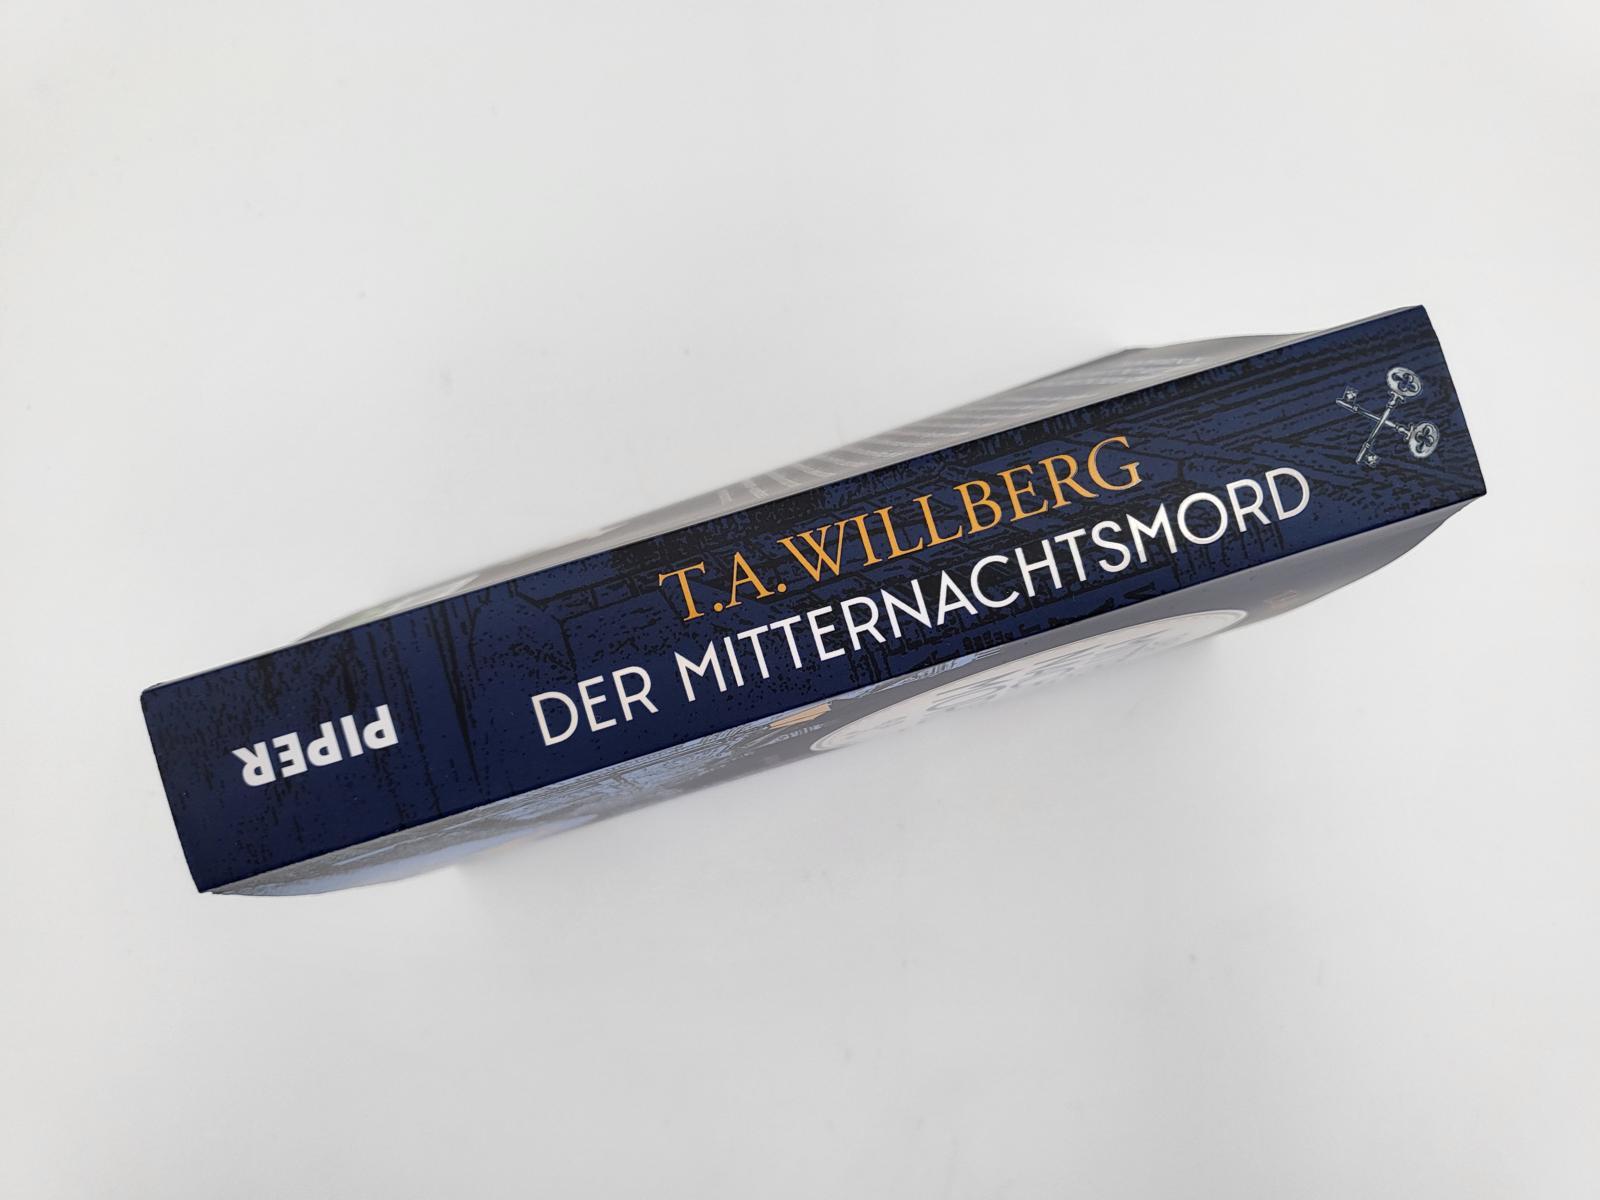 T.A. WILLBERG
DER MITTERNACHTSMORD
PIPER